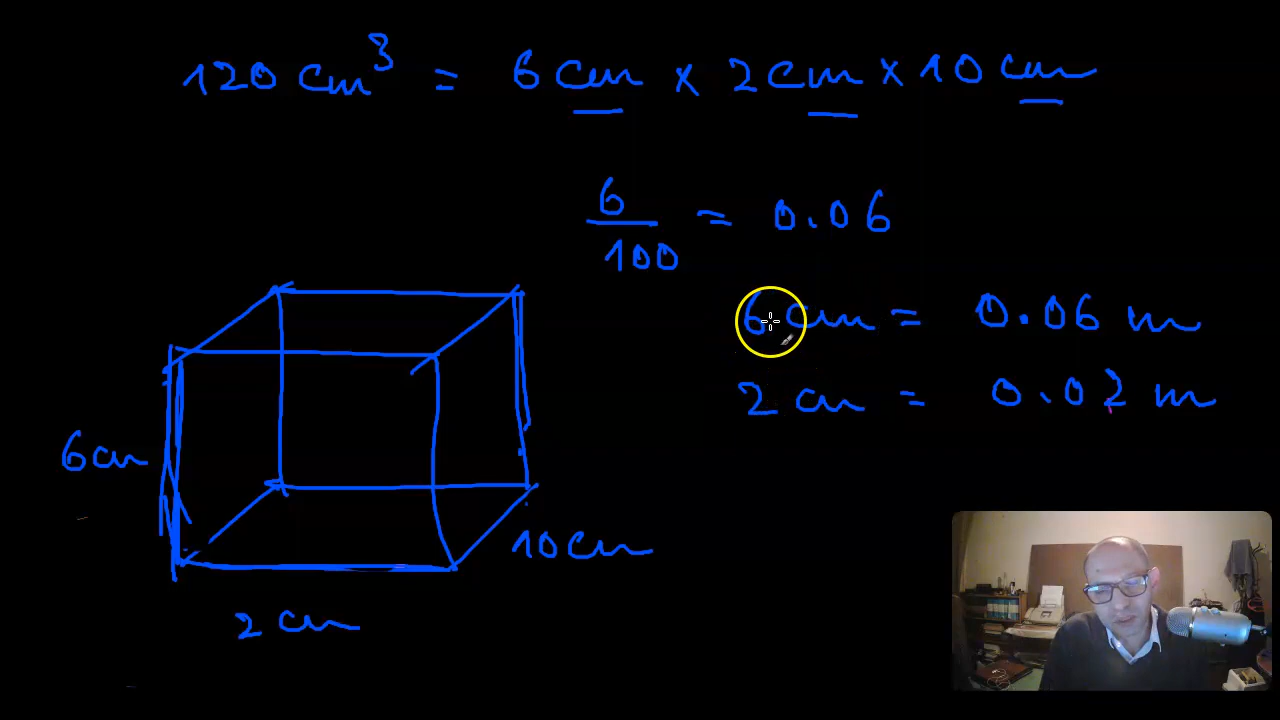 120 cm³ = 6 cm × 2 cm × 10 cm
6
100
= 0.06
6 cm = 0.06 m
2 cm = 0.02 m
6 cm
10 cm
2 cm